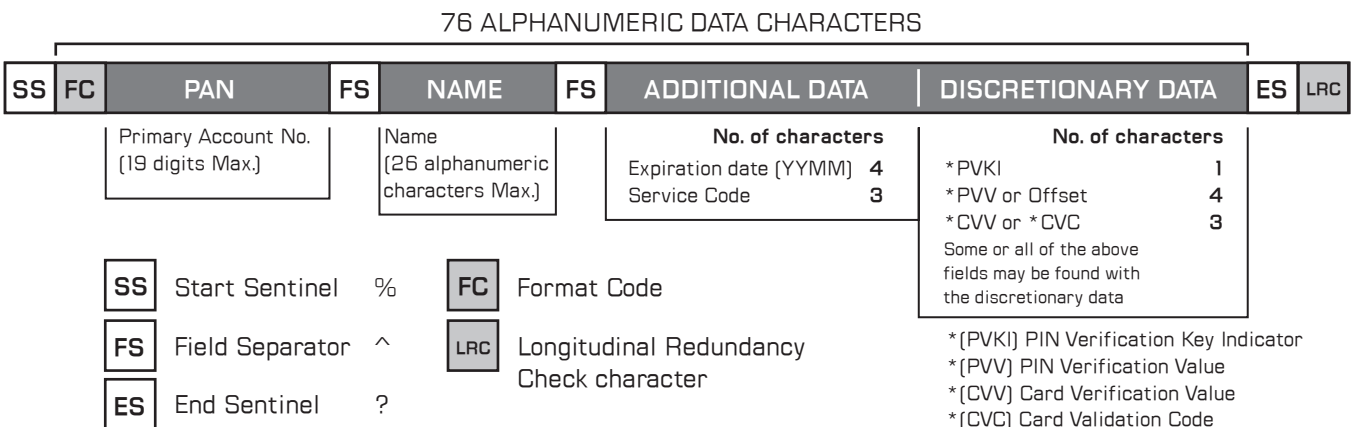 76 ALPHANUMERIC DATA CHARACTERS
SS FC PAN FS NAME FS ADDITIONAL DATA DISCRETIONARY DATA ES LRC
Primary Account No.
(19 digits Max.)
Name
(26 alphanumeric
characters Max.)
No. of characters
Expiration date (YYMM) 4
Service Code 3
No. of characters
*PVKI 1
*PVV or Offset 4
*CVV or *CVC 3
Some or all of the above
fields may be found with
the discretionary data
SS Start Sentinel %
FS Field Separator ^
ES End Sentinel ?
FC Format Code
LRC Longitudinal Redundancy
Check character
*(PVKI) PIN Verification Key Indicator
*(PVV) PIN Verification Value
*(CVV) Card Verification Value
*(CVC) Card Validation Code